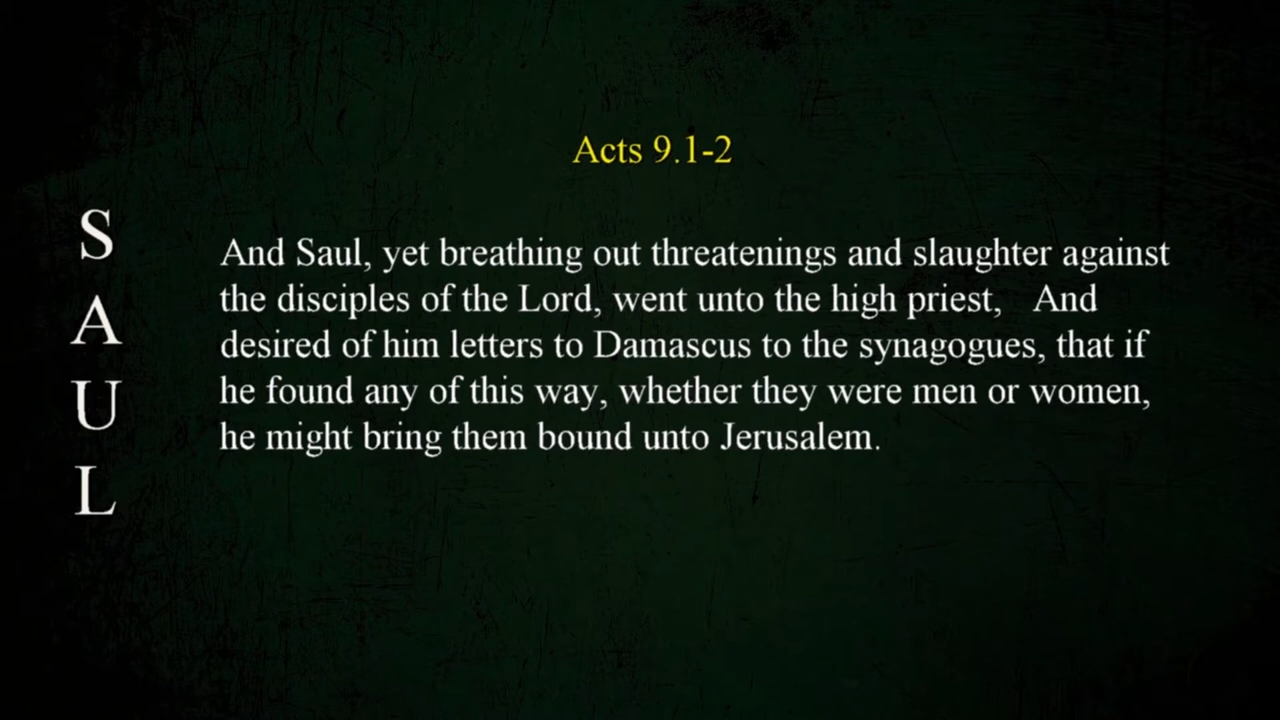 Acts 9.1-2
S
A
U
L
And Saul, yet breathing out threatenings and slaughter against
the disciples of the Lord, went unto the high priest,   And
desired of him letters to Damascus to the synagogues, that if
he found any of this way, whether they were men or women,
he might bring them bound unto Jerusalem.